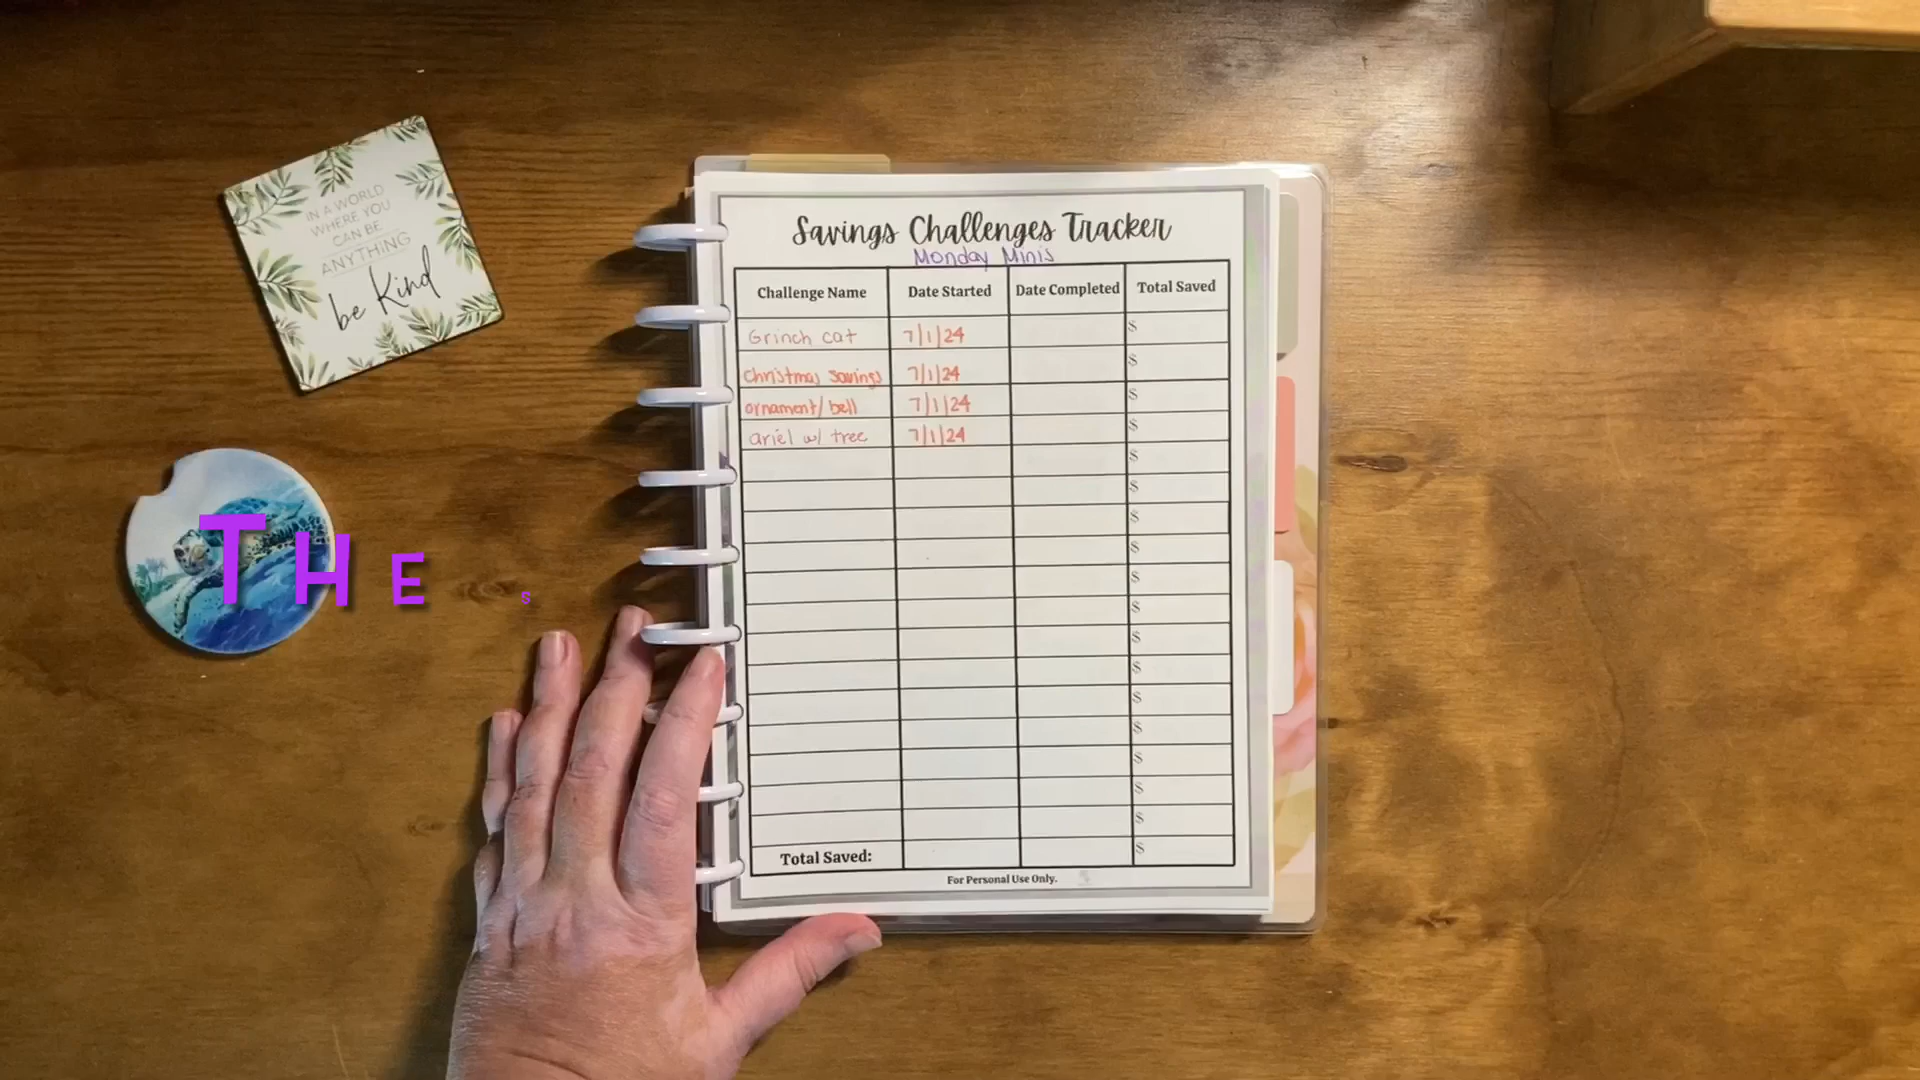 IN A WORLD
WHERE YOU
CAN BE
ANYTHING
be Kind
THE S
Savings Challenges Tracker
Monday Minis
Challenge Name Date Started Date Completed Total Saved
Grinch cat 7/1/24 $
Christmas savings 7/1/24 $
ornament/bell 7/1/24 $
ariel w/ tree 7/1/24 $
$
$
$
$
$
$
$
$
$
$
$
$
$
Total Saved: $
For Personal Use Only.